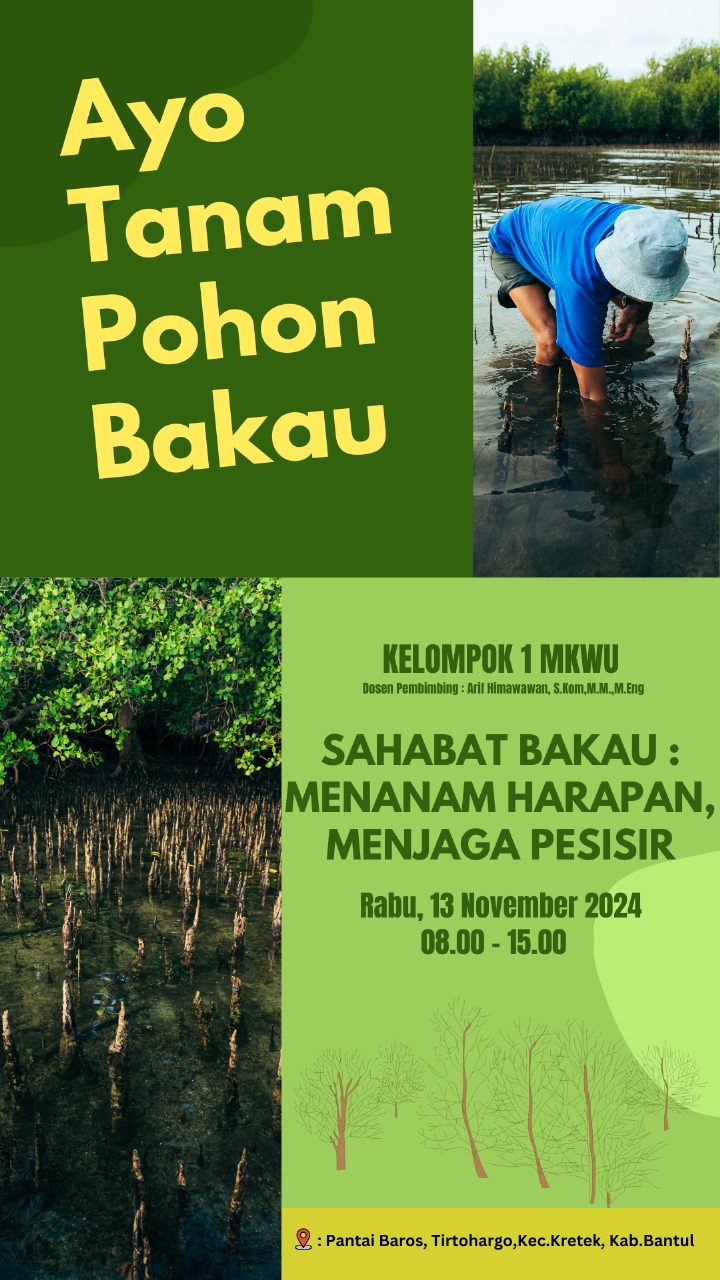 Ayo
Tanam
Pohon
Bakau
KELOMPOK 1 MKWU
Dosen Pembimbing : Arif Himawawan, S.Kom,M.M.,M.Eng
SAHABAT BAKAU :
MENANAM HARAPAN,
MENJAGA PESISIR
Rabu, 13 November 2024
08.00 - 15.00
: Pantai Baros, Tirtohargo,Kec.Kretek, Kab.Bantul